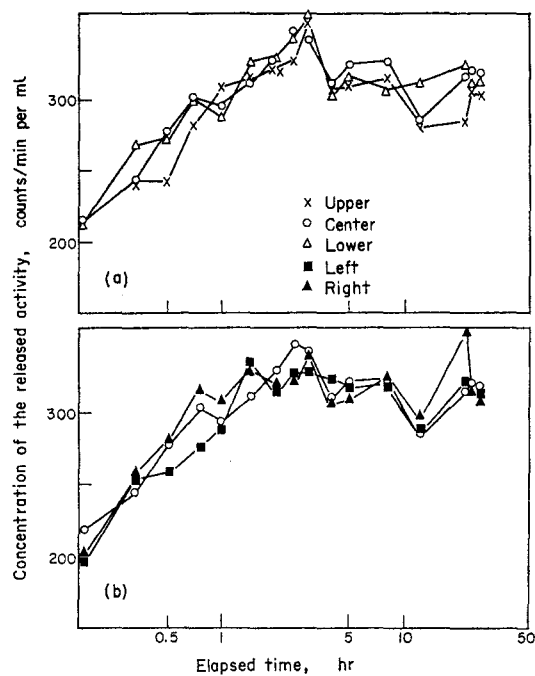 Concentration of the released activity, counts/min per ml
300
200
(a)
× Upper
○ Center
△ Lower
■ Left
▲ Right
300
200
(b)
0.5 1 5 10 50
Elapsed time, hr